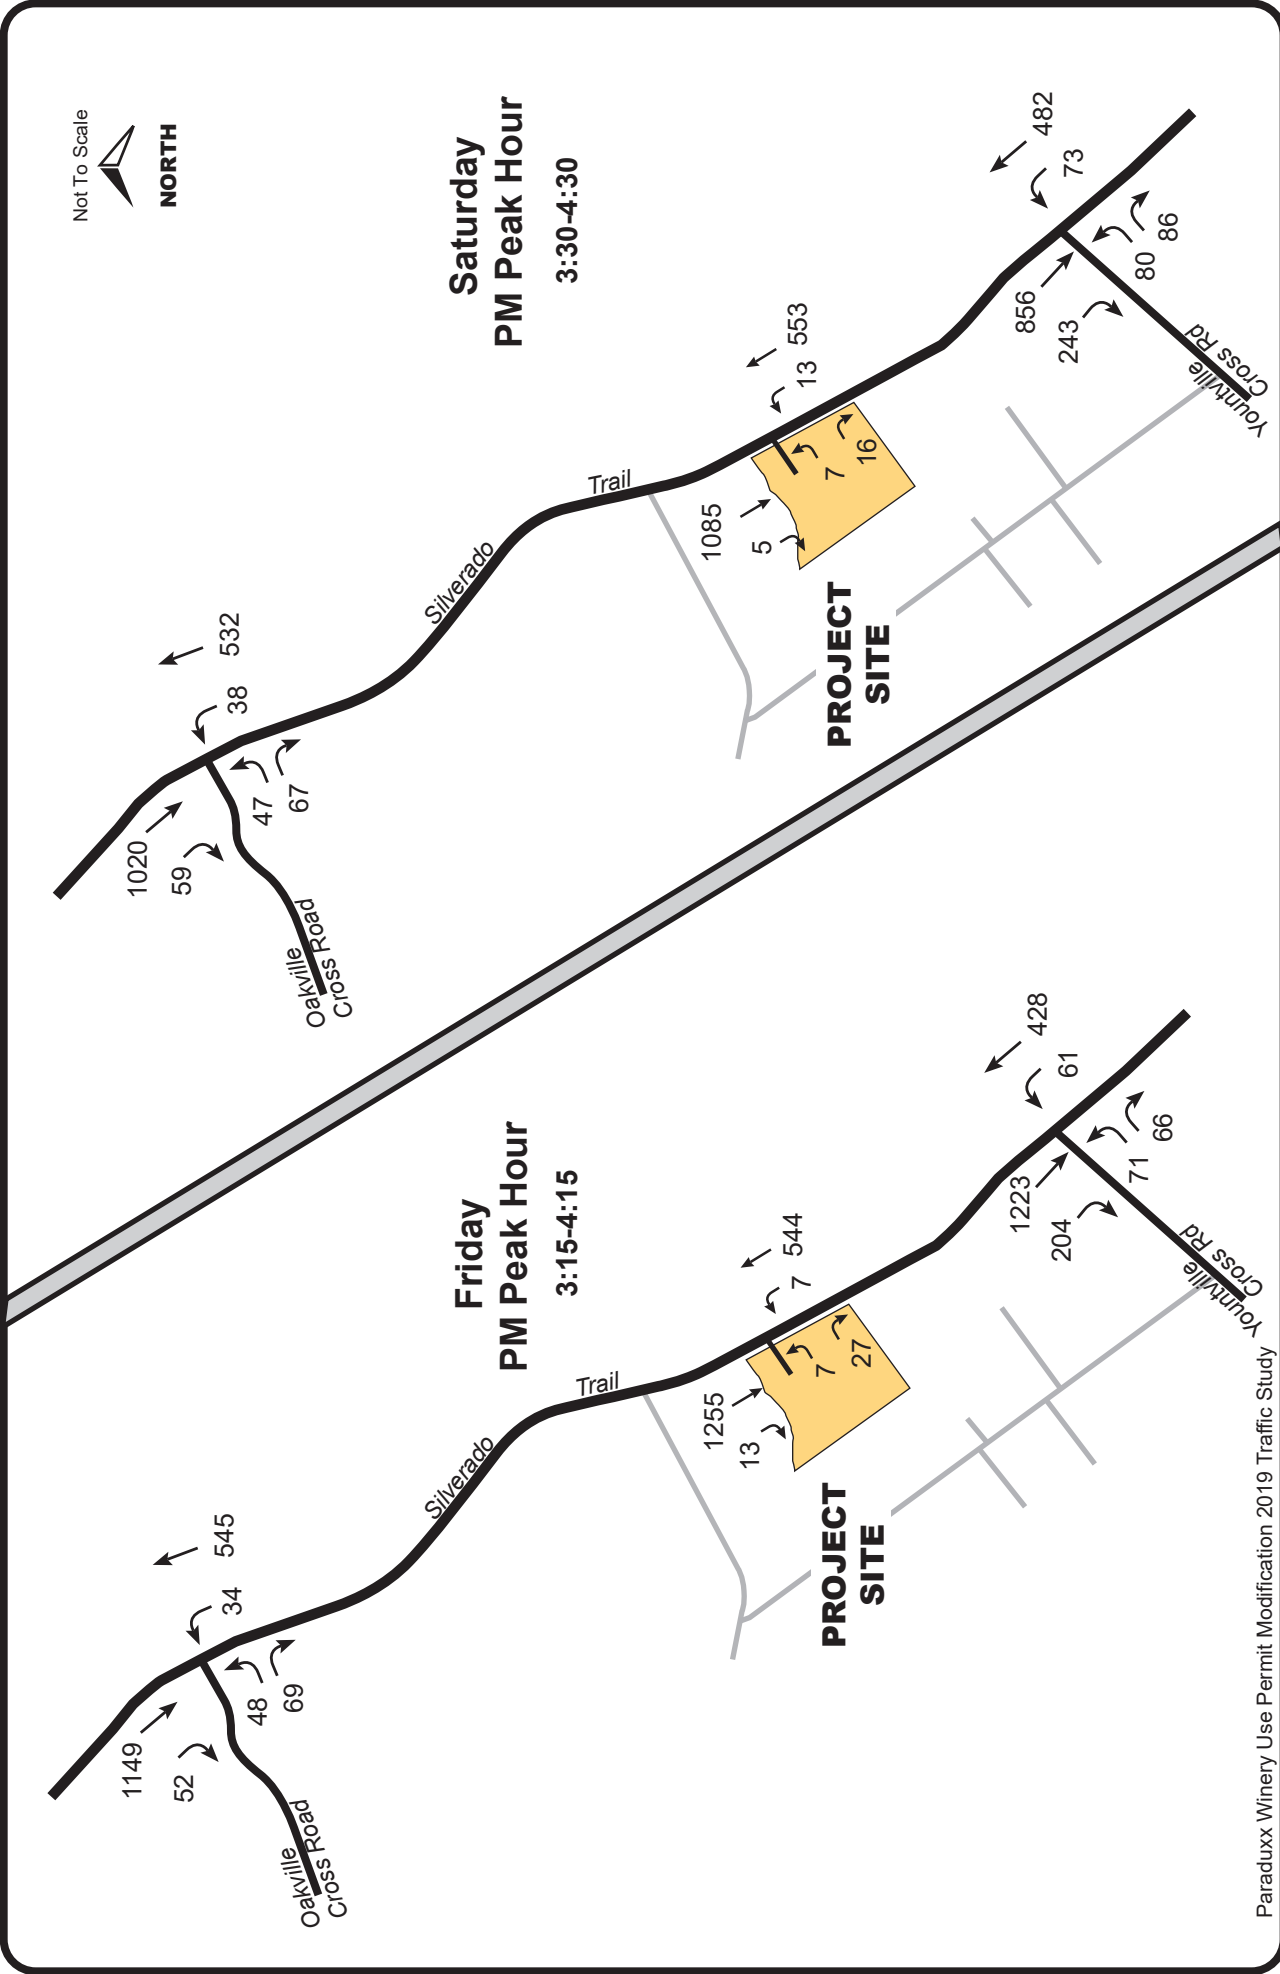 Not To Scale
NORTH
Friday
PM Peak Hour
3:15-4:15
1149
52
34
545
48
69
Oakville
Cross Road
Silverado
Trail
1255
13
7
544
7
27
PROJECT
SITE
1223
204
61
428
71
66
Yountville
Cross Rd
Saturday
PM Peak Hour
3:30-4:30
1020
59
38
532
47
67
Oakville
Cross Road
Silverado
Trail
1085
5
13
553
7
16
PROJECT
SITE
856
243
73
482
80
86
Yountville
Cross Rd
Paraduxx Winery Use Permit Modification 2019 Traffic Study